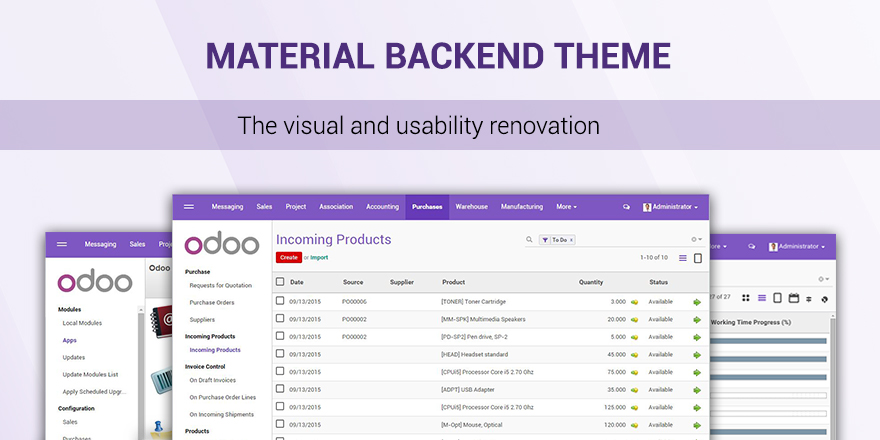 MATERIAL BACKEND THEME
The visual and usability renovation
Messaging Sales Project Association Accounting Purchases Warehouse Manufacturing More Administrator
odoo
Incoming Products
To Do x
Create or Import
1-10 of 10
Purchase
Requests for Quotation
Purchase Orders
Suppliers
Incoming Products
Incoming Products
Invoice Control
On Draft Invoices
On Purchase Order Lines
On Incoming Shipments
Products
Date Source Supplier Product Quantity Status
09/13/2015 PO00006 [TONER] Toner Cartridge 3.000 Available
09/13/2015 PO00002 [MM-SPK] Multimedia Speakers 20.000 Available
09/13/2015 PO00002 [PD-SP2] Pen drive, SP-2 5.000 Available
09/13/2015 [HEAD] Headset standard 45.000 Available
09/13/2015 [CPUi5] Processor Core i5 2.70 Ghz 75.000 Available
09/13/2015 [ADPT] USB Adapter 35.000 Available
09/13/2015 [CPUi5] Processor Core i5 2.70 Ghz 125.000 Available
09/13/2015 [M-Opt] Mouse, Optical 120.000 Available
Messaging Sales Proje
odoo
Odoo
Modules
Local Modules
Apps
Updates
Update Modules List
Apply Scheduled Upgr...
Configuration
Sales
Purchases
ore Administrator
of 27
Working Time Progress (%)